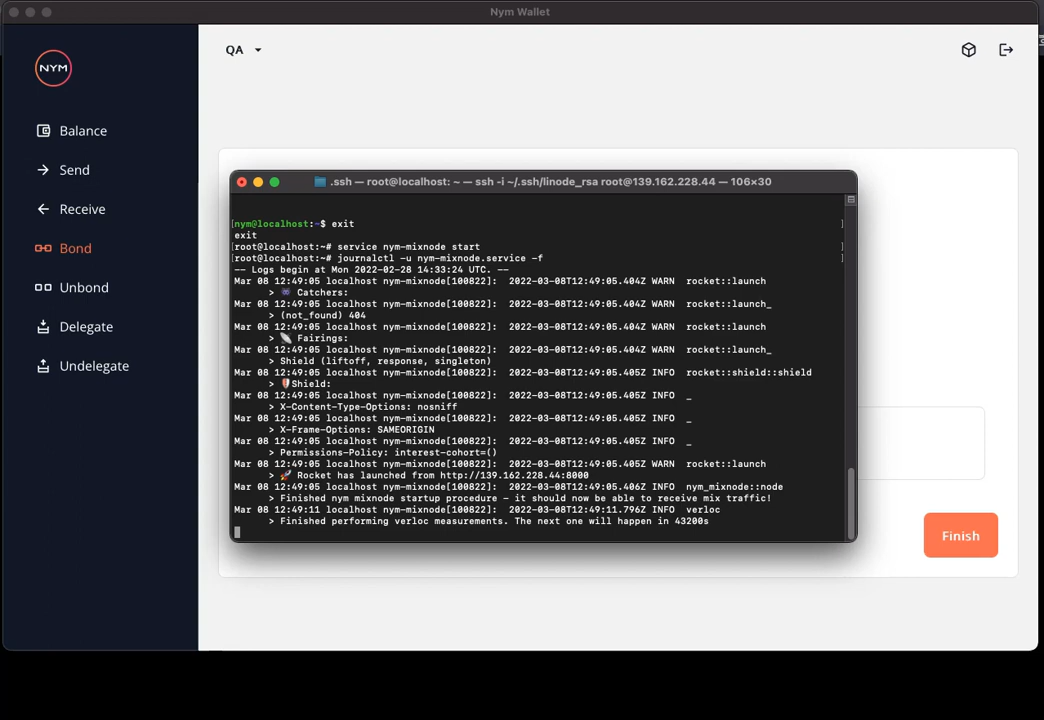 Nym Wallet
NYM
QA
Balance
Send
Receive
Bond
Unbond
Delegate
Undelegate
.ssh — root@localhost: ~ — ssh -i ~/.ssh/linode_rsa root@139.162.228.44 — 106×30
[nym@localhost:~$ exit ]
exit
[root@localhost:~# service nym-mixnode start ]
[root@localhost:~# journalctl -u nym-mixnode.service -f ]
-- Logs begin at Mon 2022-02-28 14:33:24 UTC. --
Mar 08 12:49:05 localhost nym-mixnode[100822]:  2022-03-08T12:49:05.404Z WARN  rocket::launch
> 👾 Catchers:
Mar 08 12:49:05 localhost nym-mixnode[100822]:  2022-03-08T12:49:05.404Z WARN  rocket::launch_
> (not_found) 404
Mar 08 12:49:05 localhost nym-mixnode[100822]:  2022-03-08T12:49:05.404Z WARN  rocket::launch
> 📡 Fairings:
Mar 08 12:49:05 localhost nym-mixnode[100822]:  2022-03-08T12:49:05.404Z WARN  rocket::launch_
> Shield (liftoff, response, singleton)
Mar 08 12:49:05 localhost nym-mixnode[100822]:  2022-03-08T12:49:05.405Z INFO  rocket::shield::shield
> 🛡️Shield:
Mar 08 12:49:05 localhost nym-mixnode[100822]:  2022-03-08T12:49:05.405Z INFO  _
> X-Content-Type-Options: nosniff
Mar 08 12:49:05 localhost nym-mixnode[100822]:  2022-03-08T12:49:05.405Z INFO  _
> X-Frame-Options: SAMEORIGIN
Mar 08 12:49:05 localhost nym-mixnode[100822]:  2022-03-08T12:49:05.405Z INFO  _
> Permissions-Policy: interest-cohort=()
Mar 08 12:49:05 localhost nym-mixnode[100822]:  2022-03-08T12:49:05.405Z WARN  rocket::launch
> 🚀 Rocket has launched from http://139.162.228.44:8000
Mar 08 12:49:05 localhost nym-mixnode[100822]:  2022-03-08T12:49:05.406Z INFO  nym_mixnode::node
> Finished nym mixnode startup procedure - it should now be able to receive mix traffic!
Mar 08 12:49:11 localhost nym-mixnode[100822]:  2022-03-08T12:49:11.796Z INFO  verloc
> Finished performing verloc measurements. The next one will happen in 43200s
Finish